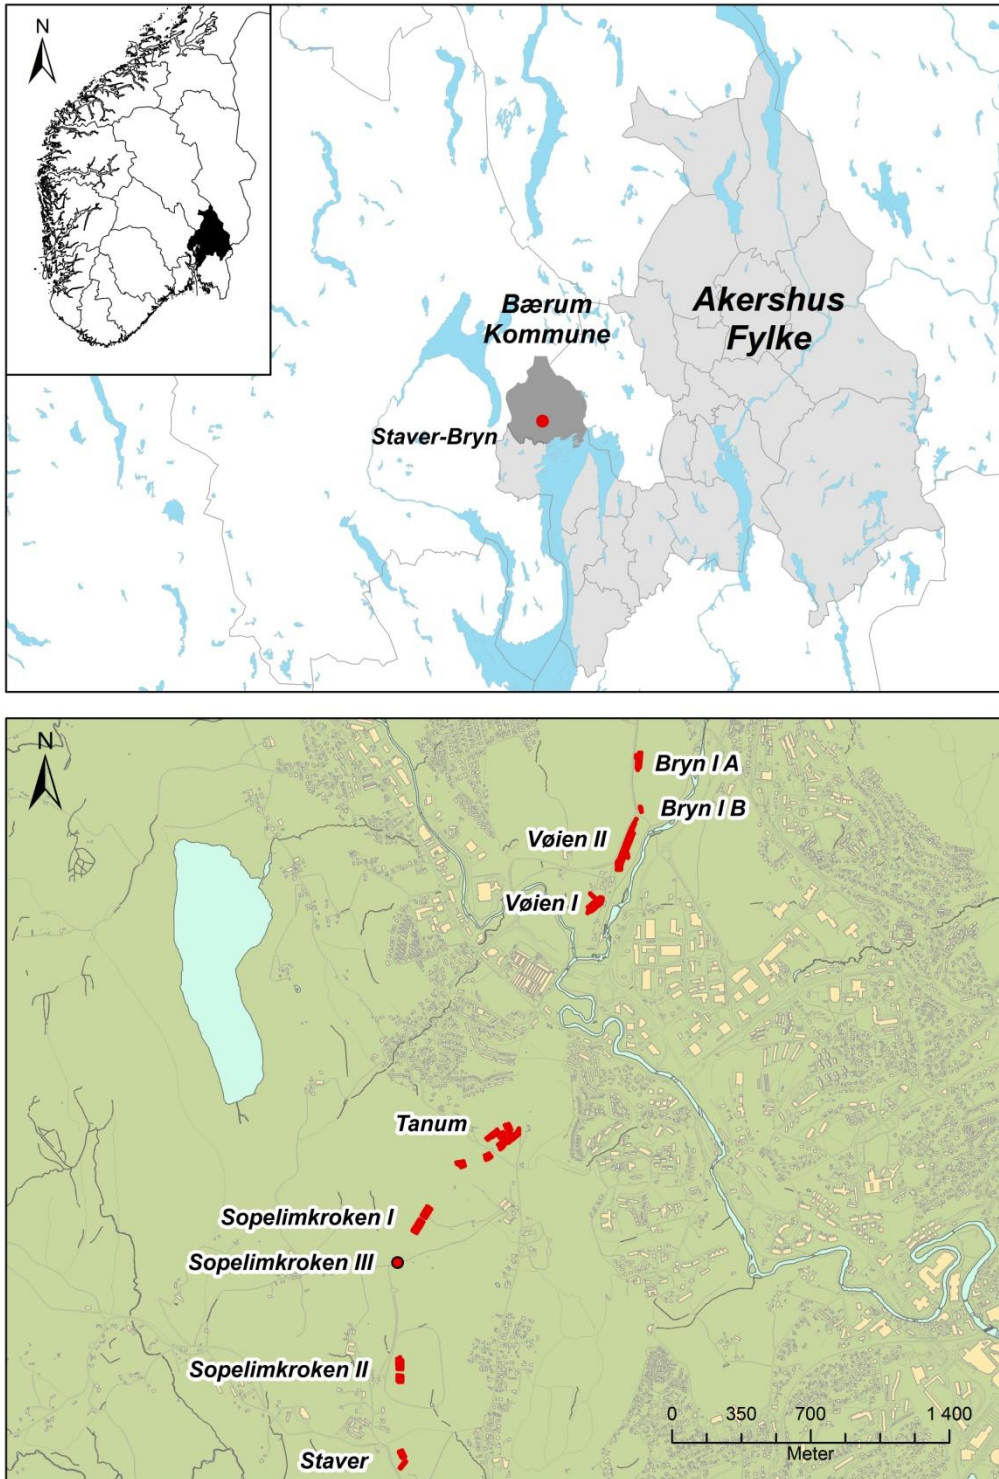 N
Bærum
Kommune
Akershus
Fylke
Staver-Bryn
N
Bryn I A
Bryn I B
Vøien II
Vøien I
Tanum
Sopelimkroken I
Sopelimkroken III
Sopelimkroken II
Staver
0 350 700 1 400
Meter